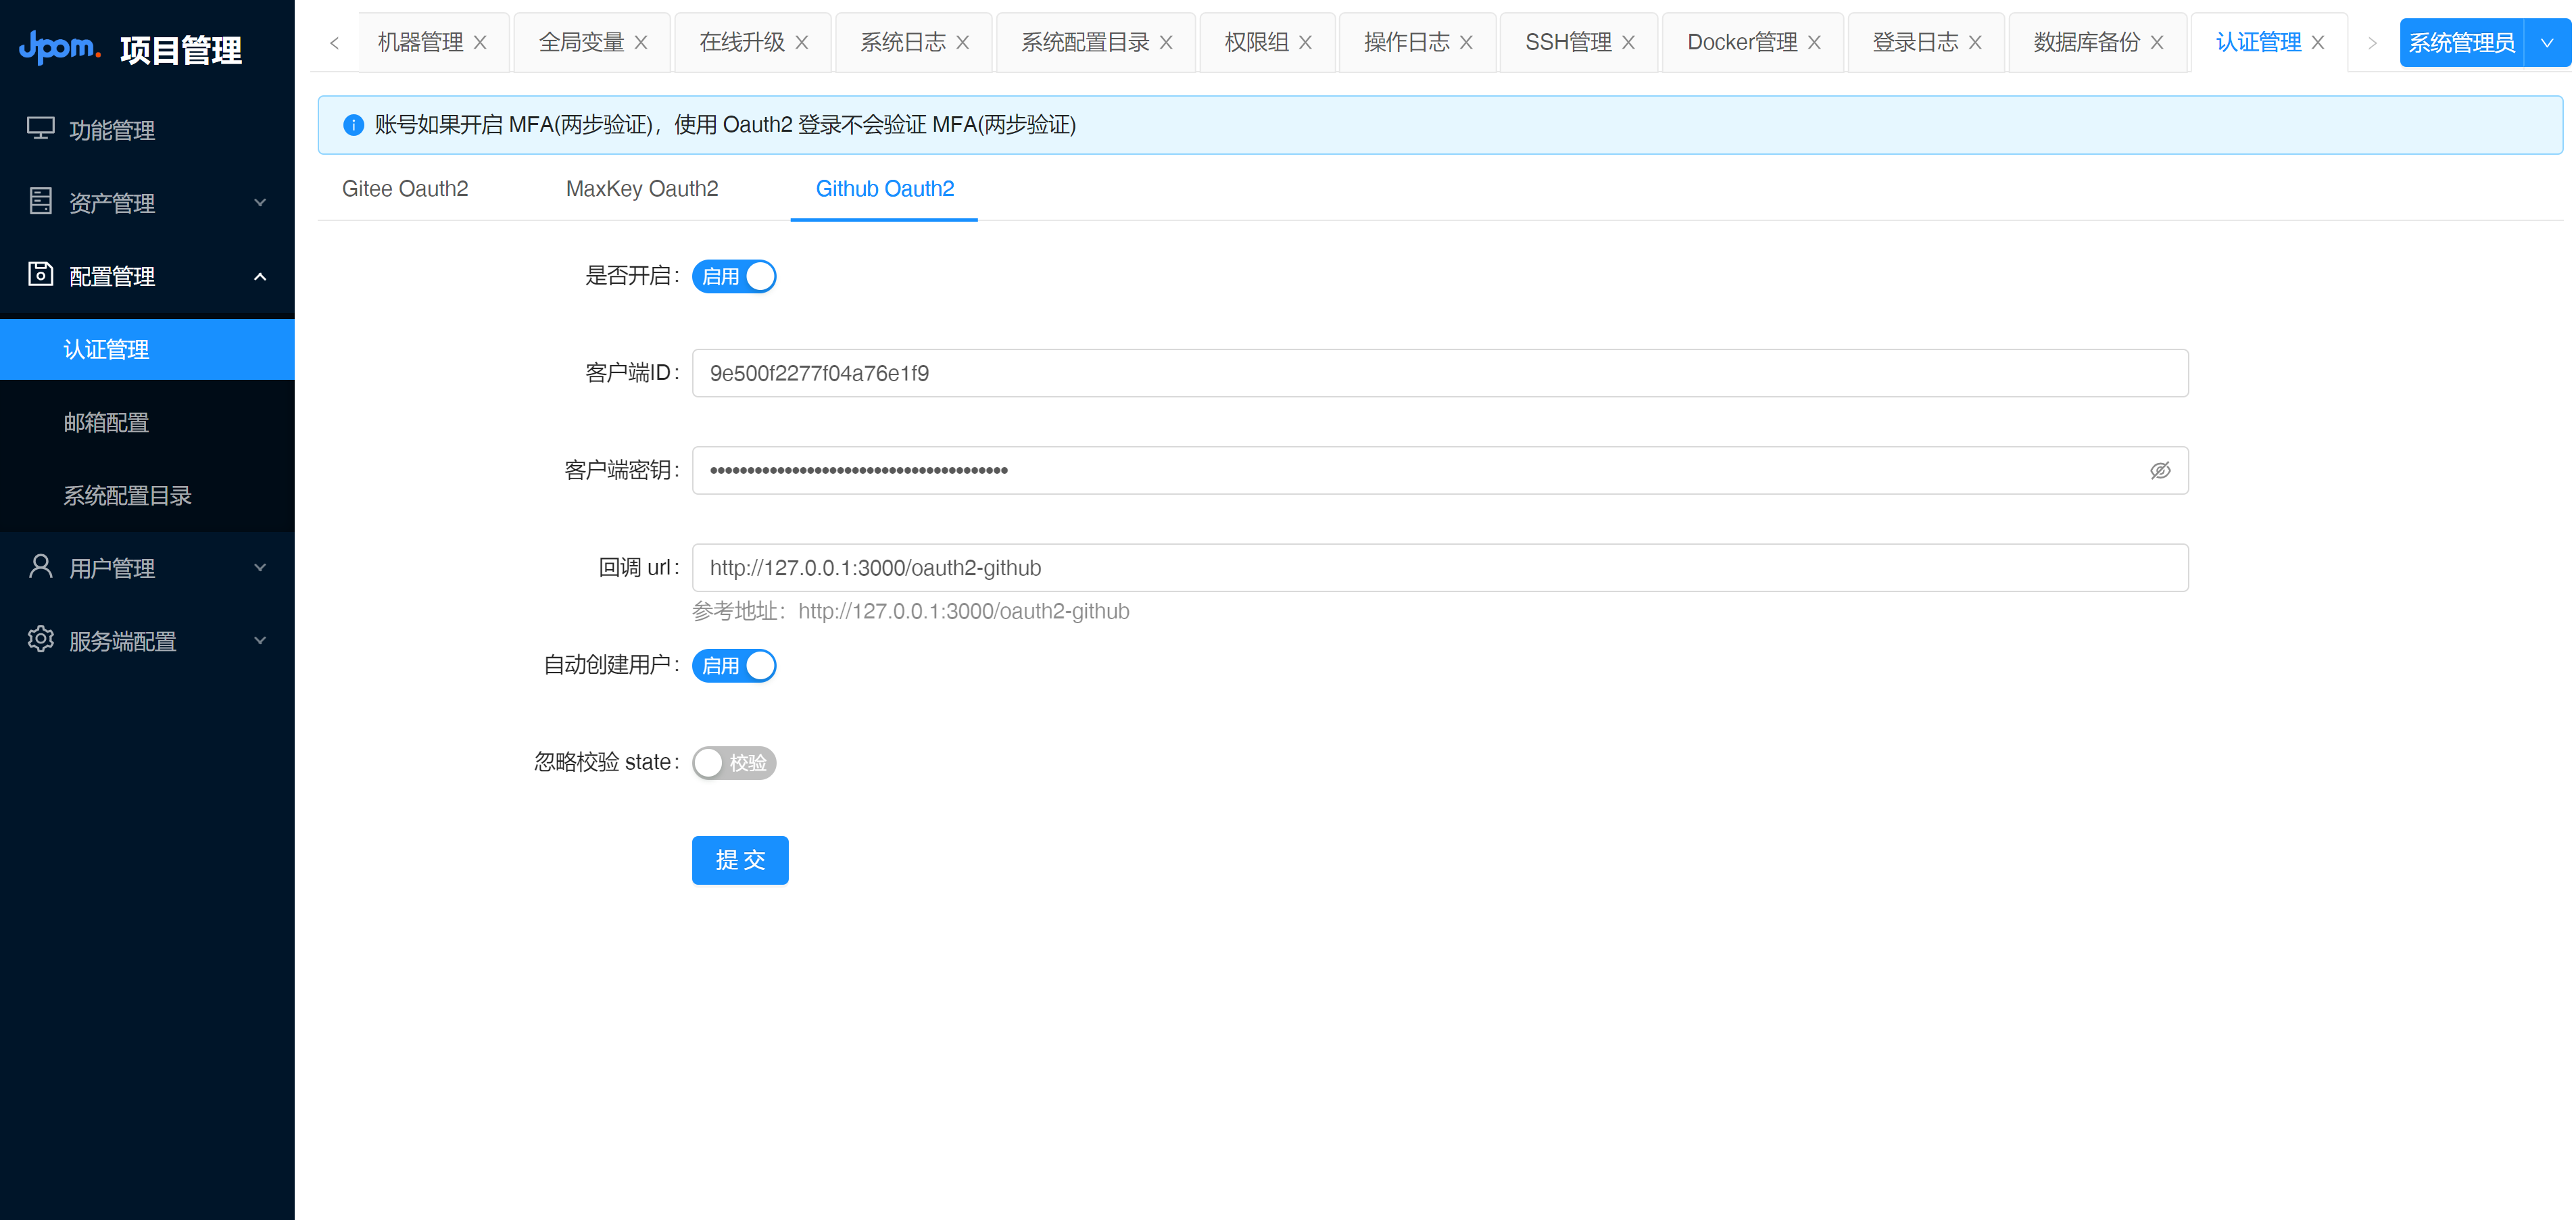 Jpom. 项目管理
功能管理
资产管理
配置管理
认证管理
邮箱配置
系统配置目录
用户管理
服务端配置
机器管理 全局变量 在线升级 系统日志 系统配置目录 权限组 操作日志 SSH管理 Docker管理 登录日志 数据库备份 认证管理 系统管理员
账号如果开启 MFA(两步验证)，使用 Oauth2 登录不会验证 MFA(两步验证)
Gitee Oauth2 MaxKey Oauth2 Github Oauth2
是否开启: 启用
客户端ID: 9e500f2277f04a76e1f9
客户端密钥: ••••••••••••••••••••••••••••••••••••••••
回调 url: http://127.0.0.1:3000/oauth2-github
参考地址：http://127.0.0.1:3000/oauth2-github
自动创建用户: 启用
忽略校验 state: 校验
提 交